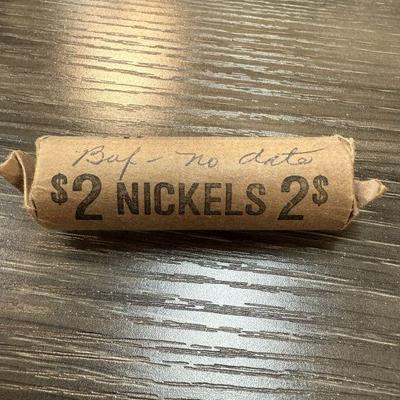 Buf - no date
$2 NICKELS 2$